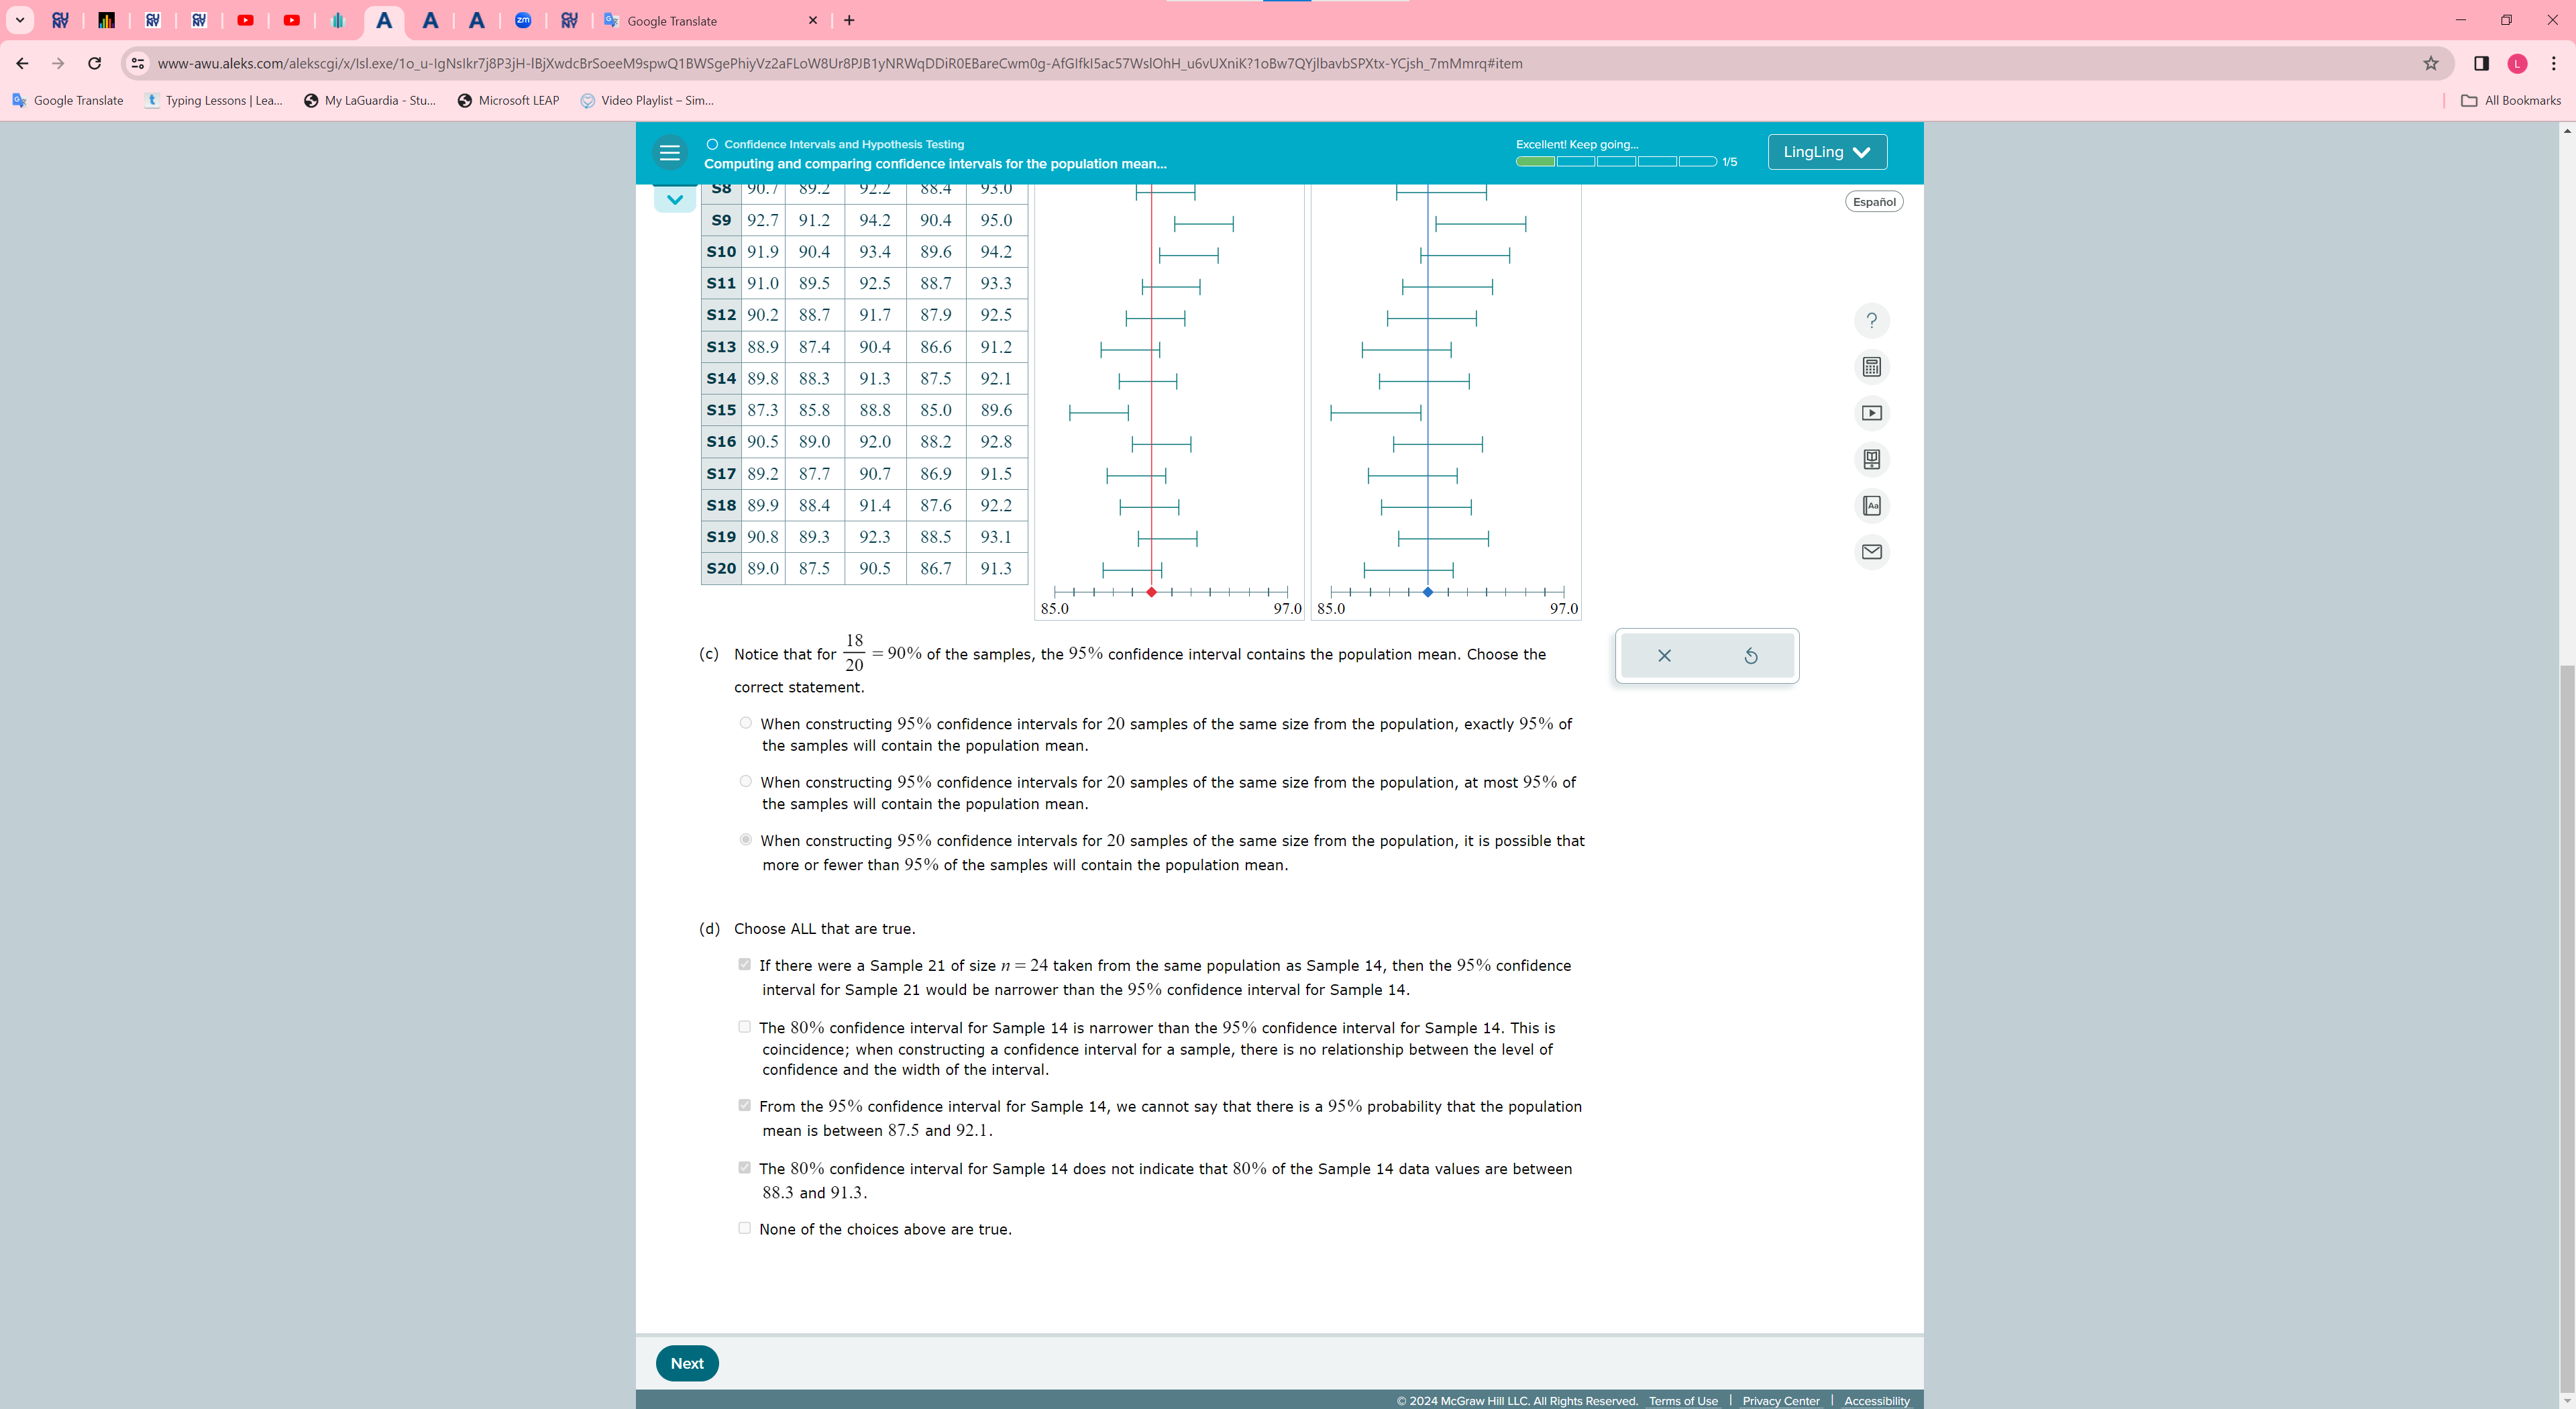 Google Translate
www-awu.aleks.com/alekscgi/x/Isl.exe/1o_u-IgNsIkr7j8P3jH-IBjXwdcBrSoeeM9spwQ1BWSgePhiyVz2aFLoW8Ur8PJB1yNRWqDDiR0EBareCwm0g-AfGIfkI5ac57WslOhH_u6vUXniK?1oBw7QYjlbavbSPXtx-YCjsh_7mMmrq#item
Google Translate Typing Lessons | Lea... My LaGuardia - Stu... Microsoft LEAP Video Playlist – Sim... All Bookmarks
Confidence Intervals and Hypothesis Testing
Computing and comparing confidence intervals for the population mean...
Excellent! Keep going...
1/5
LingLing
Español
S8 90.7 89.2 92.2 88.4 93.0
S9 92.7 91.2 94.2 90.4 95.0
S10 91.9 90.4 93.4 89.6 94.2
S11 91.0 89.5 92.5 88.7 93.3
S12 90.2 88.7 91.7 87.9 92.5
S13 88.9 87.4 90.4 86.6 91.2
S14 89.8 88.3 91.3 87.5 92.1
S15 87.3 85.8 88.8 85.0 89.6
S16 90.5 89.0 92.0 88.2 92.8
S17 89.2 87.7 90.7 86.9 91.5
S18 89.9 88.4 91.4 87.6 92.2
S19 90.8 89.3 92.3 88.5 93.1
S20 89.0 87.5 90.5 86.7 91.3
85.0 97.0 85.0 97.0
(c) Notice that for 18/20 = 90% of the samples, the 95% confidence interval contains the population mean. Choose the
correct statement.
When constructing 95% confidence intervals for 20 samples of the same size from the population, exactly 95% of
the samples will contain the population mean.
When constructing 95% confidence intervals for 20 samples of the same size from the population, at most 95% of
the samples will contain the population mean.
When constructing 95% confidence intervals for 20 samples of the same size from the population, it is possible that
more or fewer than 95% of the samples will contain the population mean.
(d) Choose ALL that are true.
If there were a Sample 21 of size n = 24 taken from the same population as Sample 14, then the 95% confidence
interval for Sample 21 would be narrower than the 95% confidence interval for Sample 14.
The 80% confidence interval for Sample 14 is narrower than the 95% confidence interval for Sample 14. This is
coincidence; when constructing a confidence interval for a sample, there is no relationship between the level of
confidence and the width of the interval.
From the 95% confidence interval for Sample 14, we cannot say that there is a 95% probability that the population
mean is between 87.5 and 92.1.
The 80% confidence interval for Sample 14 does not indicate that 80% of the Sample 14 data values are between
88.3 and 91.3.
None of the choices above are true.
Next
© 2024 McGraw Hill LLC. All Rights Reserved. Terms of Use | Privacy Center | Accessibility